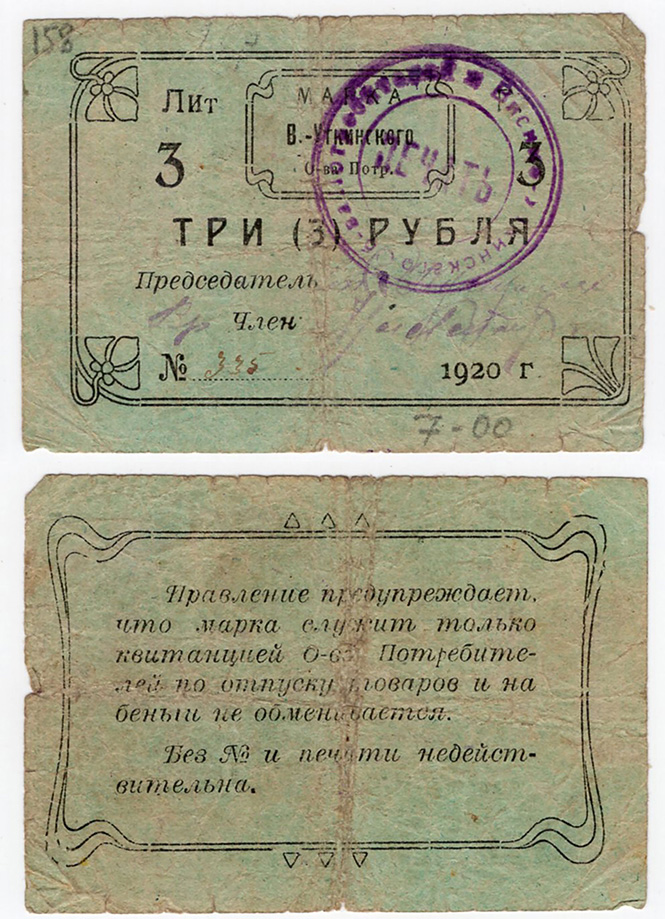 158
Лит
МАРКА
В.-Уткинского
О-ва Потр.
3 3
ПЕЧАТЬ
ТРИ (3) РУБЛЯ
Председатель
Член
№ 335 1920 г.
7-00
Правление предупреждает,
что марка служит только
квитанцией О-ва Потребите-
лей по отпуску товаров и на
беньги не обменивается.
Без № и печати недейст-
вительна.